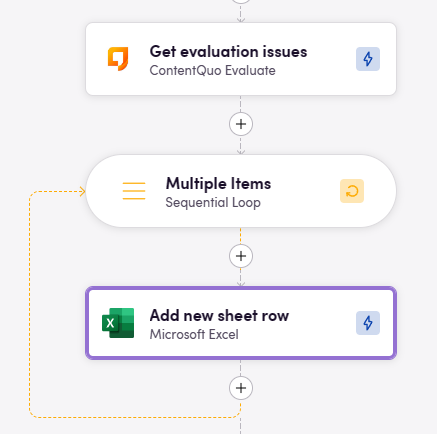 Get evaluation issues
ContentQuo Evaluate
Multiple Items
Sequential Loop
Add new sheet row
Microsoft Excel